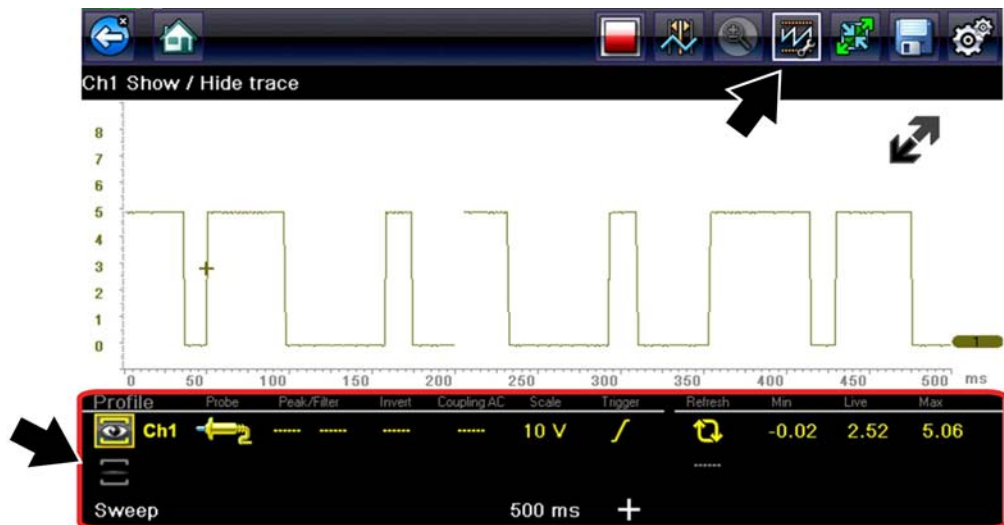 Ch1 Show / Hide trace
8
7
6
5
4
3
2
1
0
1
0 50 100 150 200 250 300 350 400 450 500 ms
Profile Probe Peak/Filter Invert Coupling AC Scale Trigger Refresh Min Live Max
Ch1 2 ------ ------ ------ ------ 10 V -0.02 2.52 5.06
------
Sweep 500 ms +